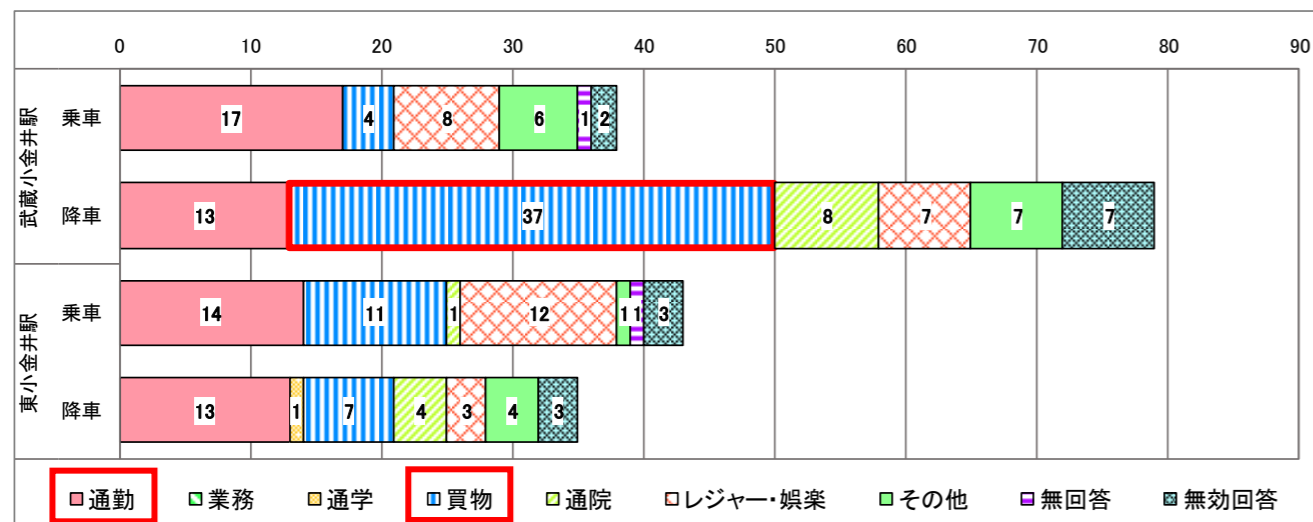 0 10 20 30 40 50 60 70 80 90
武蔵小金井駅
乗車 17 4 8 6 1 2
降車 13 37 8 7 7 7
東小金井駅
乗車 14 11 1 12 1 1 3
降車 13 1 7 4 3 4 3
通勤 業務 通学 買物 通院 レジャー・娯楽 その他 無回答 無効回答